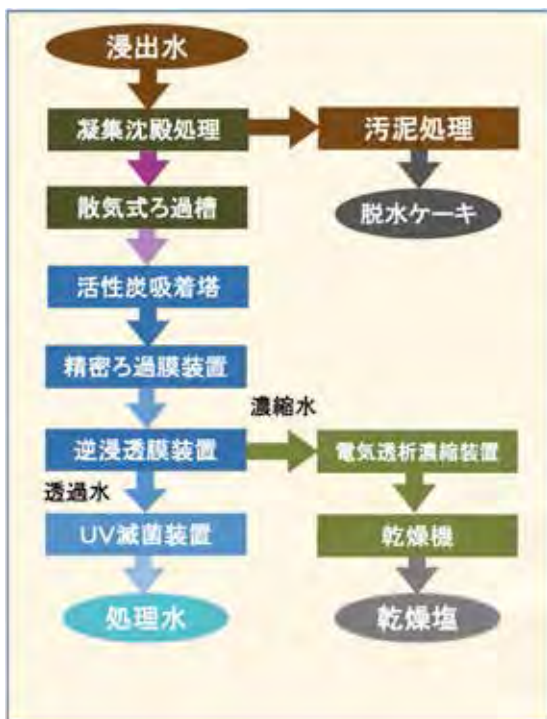 浸出水
凝集沈殿処理
汚泥処理
散気式ろ過槽
脱水ケーキ
活性炭吸着塔
精密ろ過膜装置
濃縮水
逆浸透膜装置
電気透析濃縮装置
透過水
UV滅菌装置
乾燥機
処理水
乾燥塩